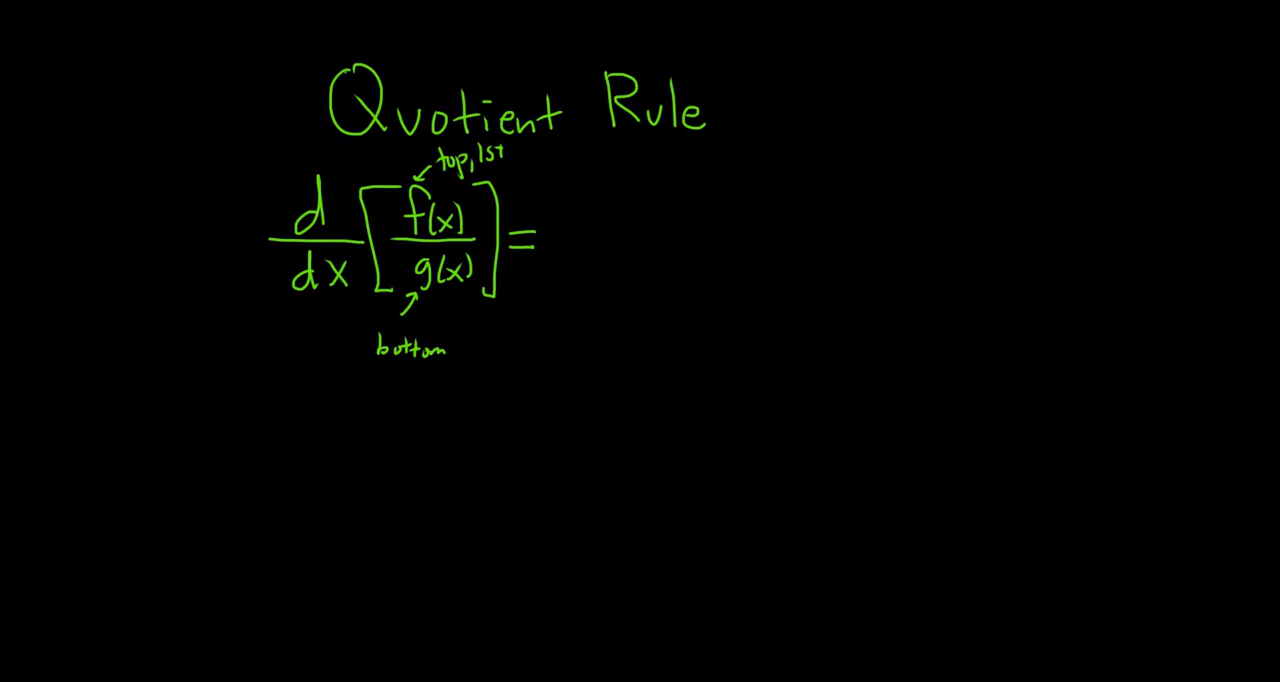 Quotient Rule
top, 1st
d/dx [f(x)/g(x)] =
bottom